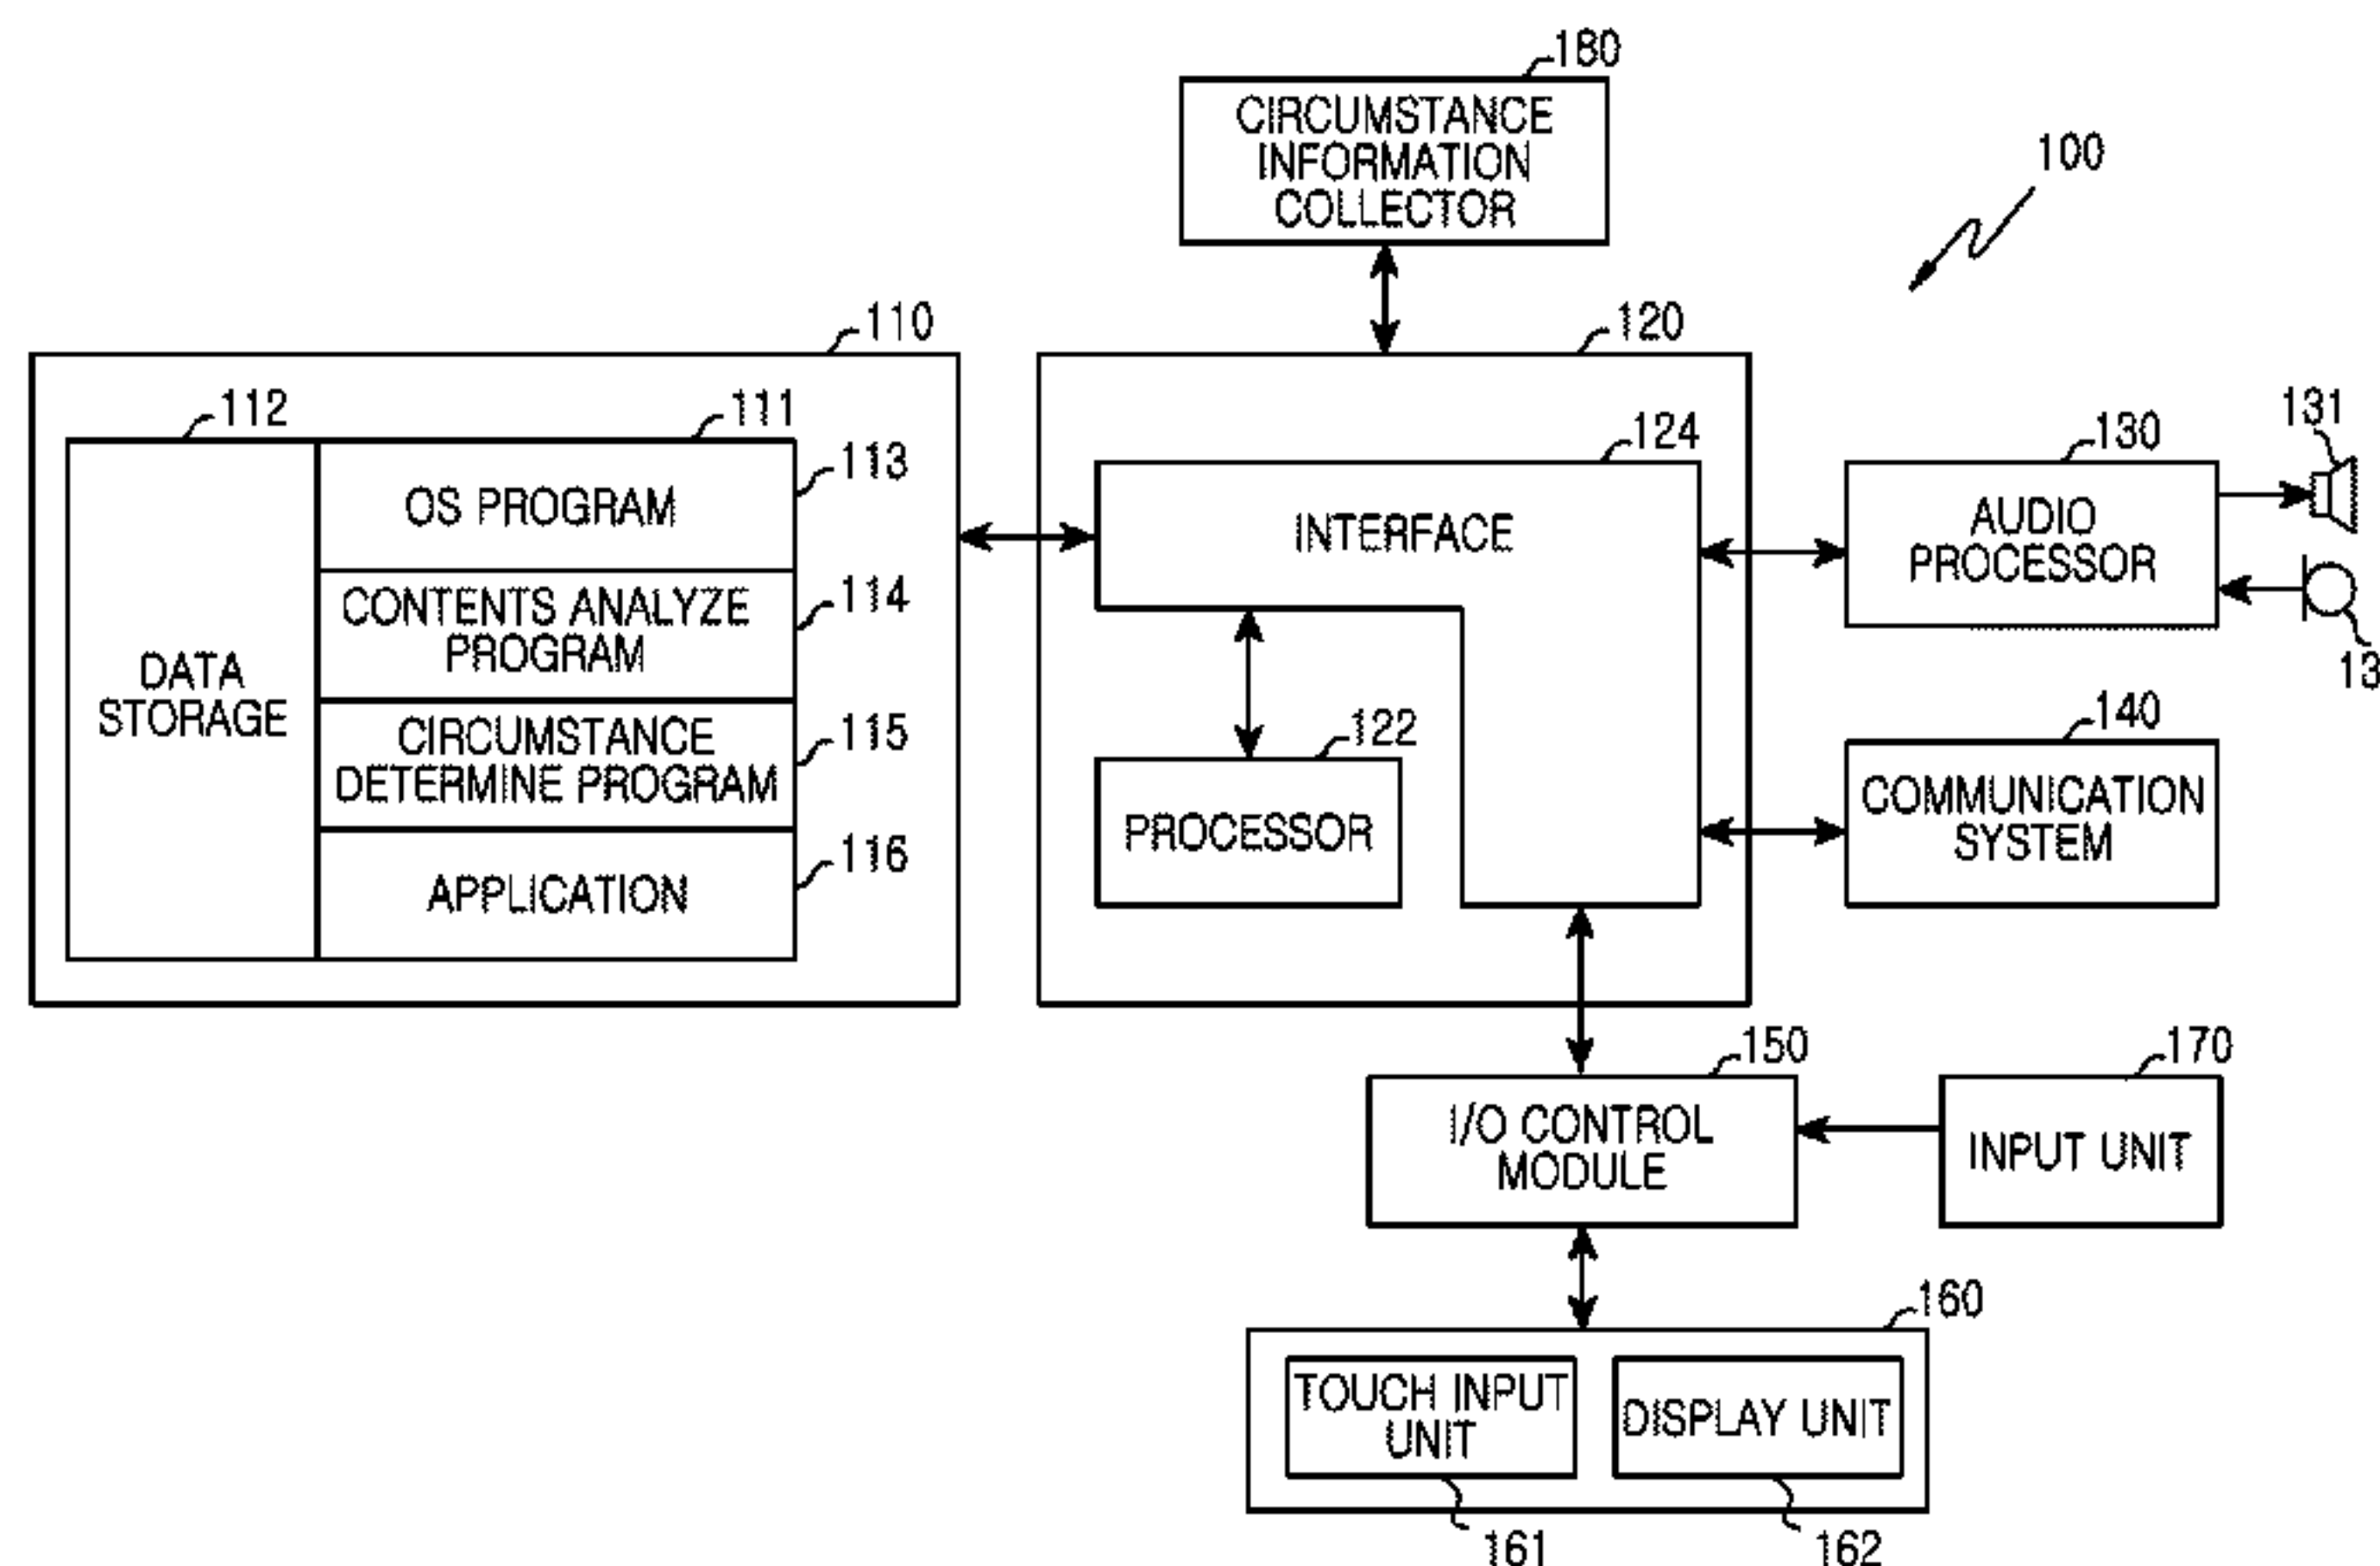 180
CIRCUMSTANCE
INFORMATION
COLLECTOR
100
110
120
112
111
113
OS PROGRAM
114
CONTENTS ANALYZE
PROGRAM
DATA
STORAGE
115
CIRCUMSTANCE
DETERMINE PROGRAM
116
APPLICATION
124
INTERFACE
122
PROCESSOR
130
AUDIO
PROCESSOR
131
13
140
COMMUNICATION
SYSTEM
150
I/O CONTROL
MODULE
170
INPUT UNIT
160
TOUCH INPUT
UNIT
DISPLAY UNIT
161
162